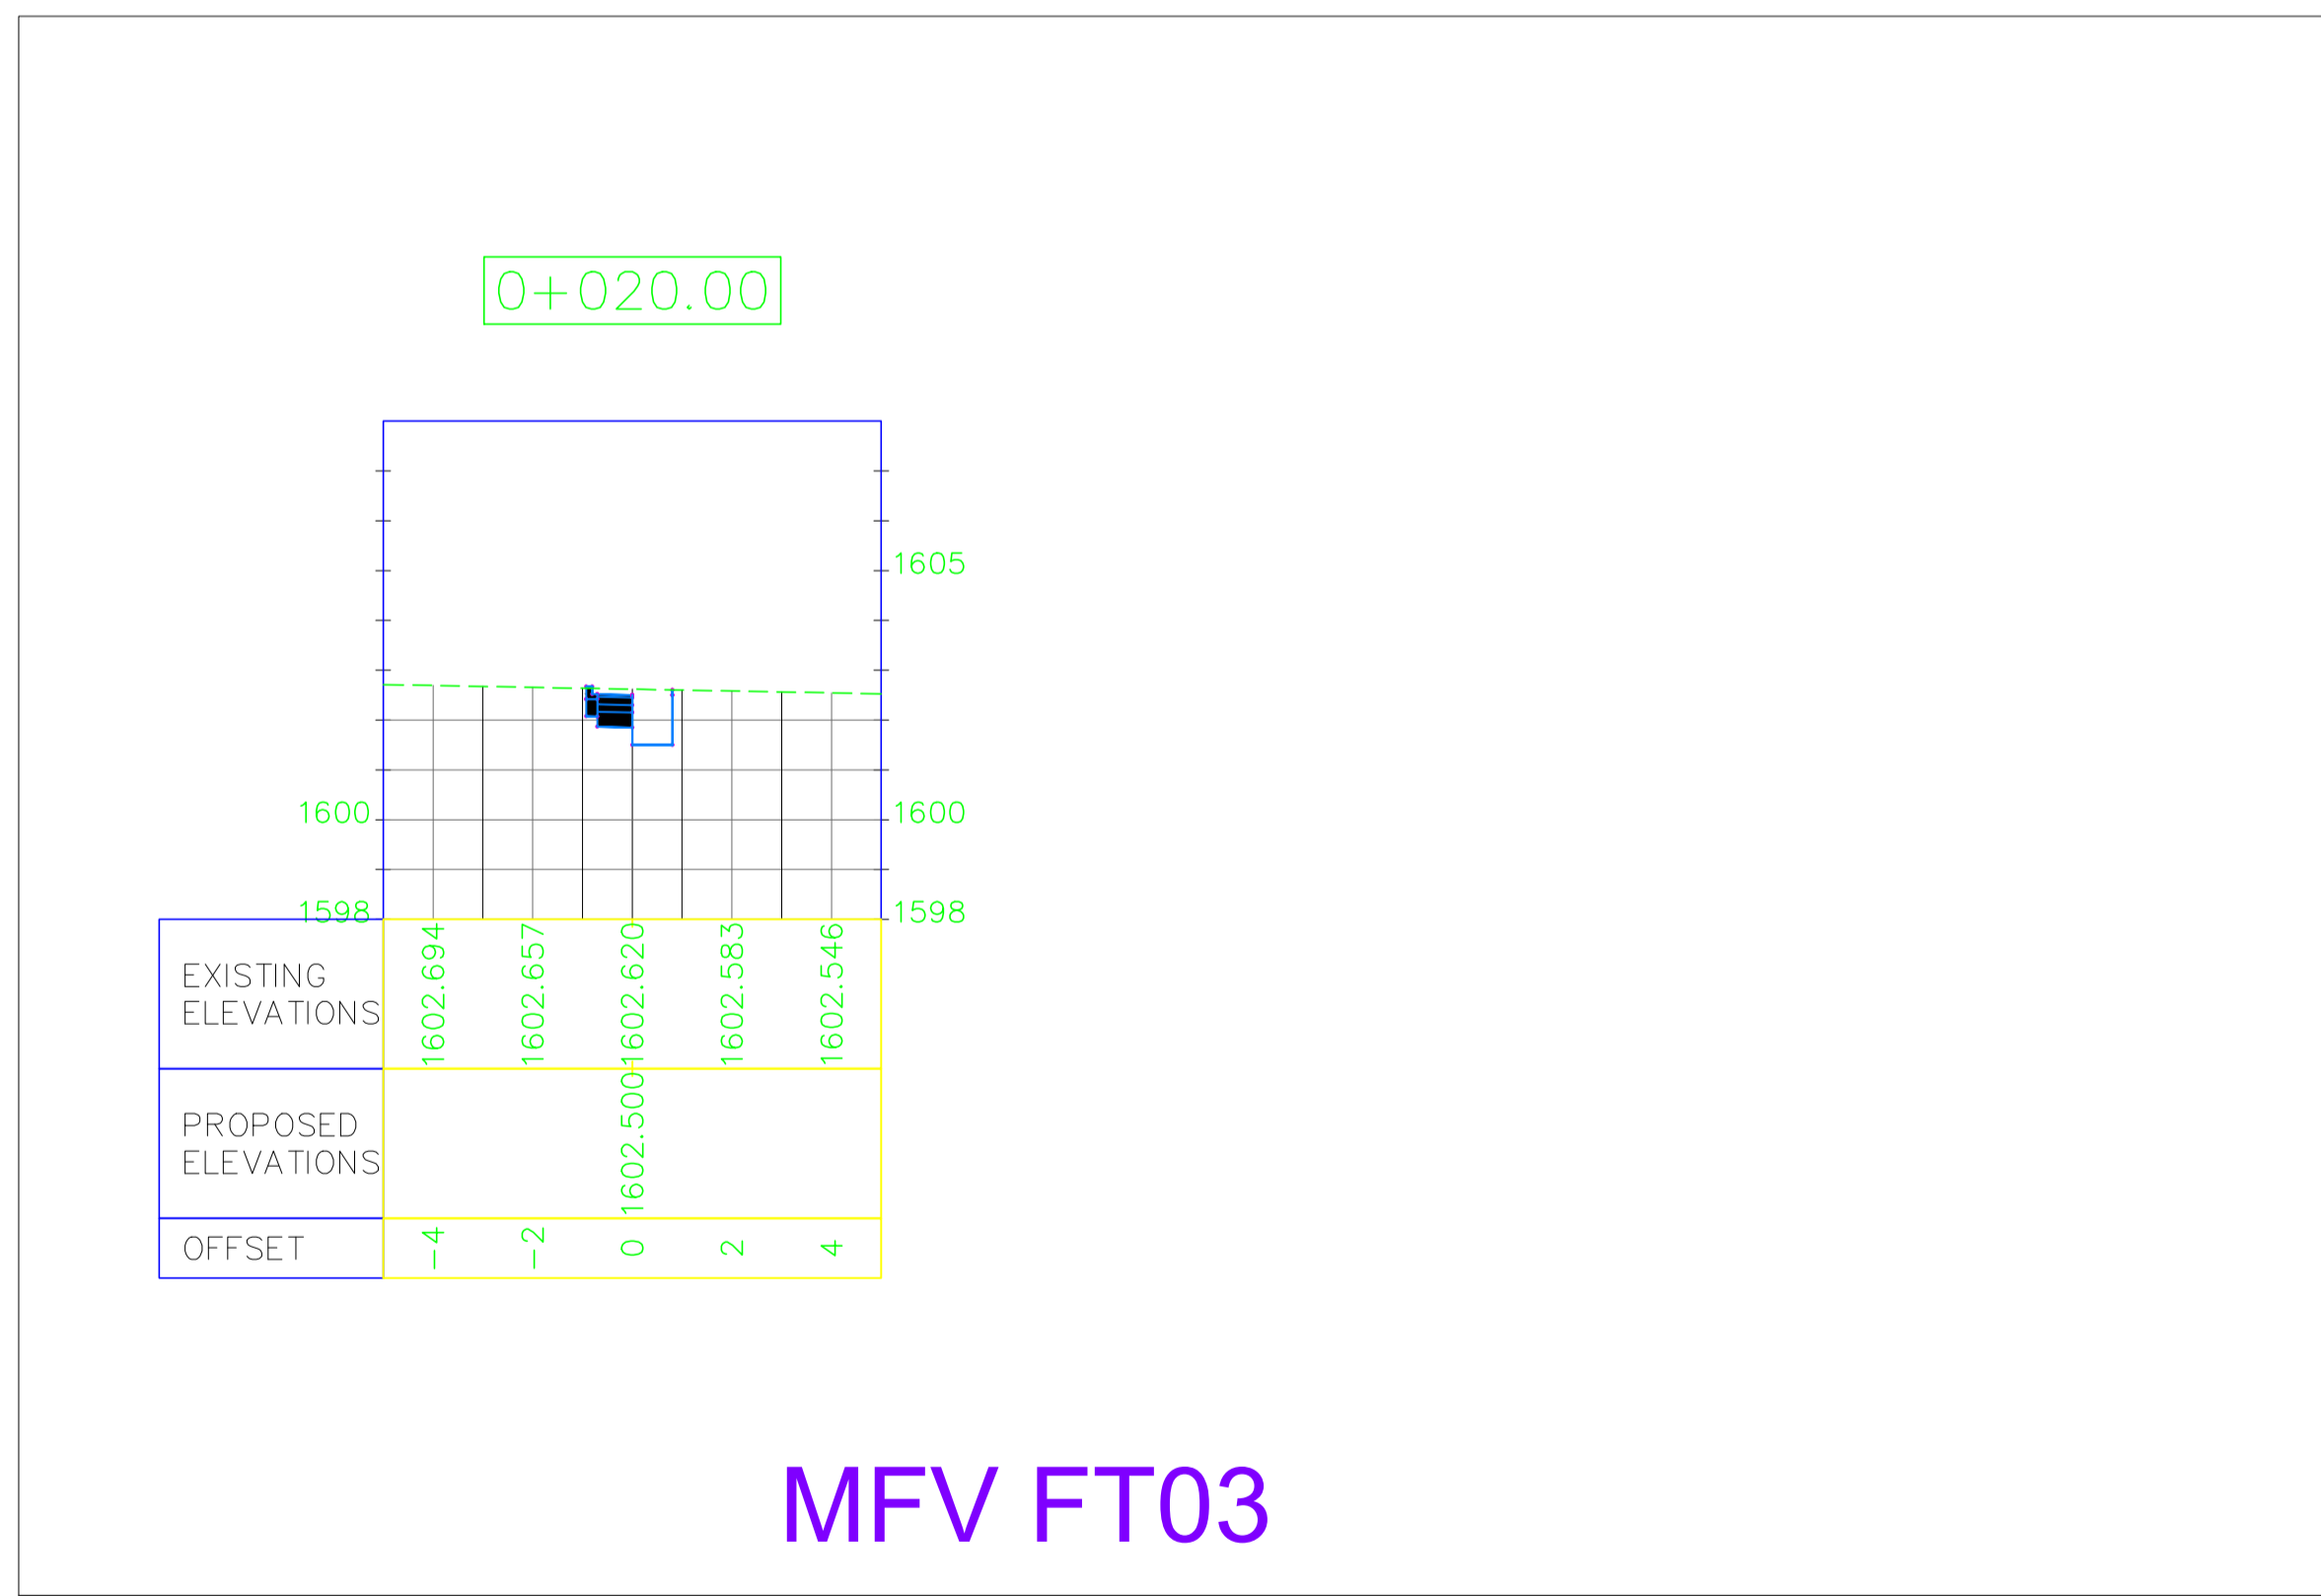 0+020.00
1605
1600 1600
1598 1598
EXISTING
ELEVATIONS
1602.694 1602.657 1602.620 1602.583 1602.546
PROPOSED
ELEVATIONS
1602.500
OFFSET -4 -2 0 2 4
MFV FT03